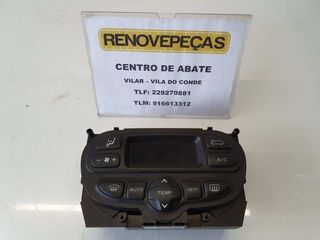 RENOVEPEÇAS
CENTRO DE ABATE
VILAR – VILA DO CONDE
TLF: 229270881
TLM: 916613312
A/C
- +
AUTO
TEMP
OFF